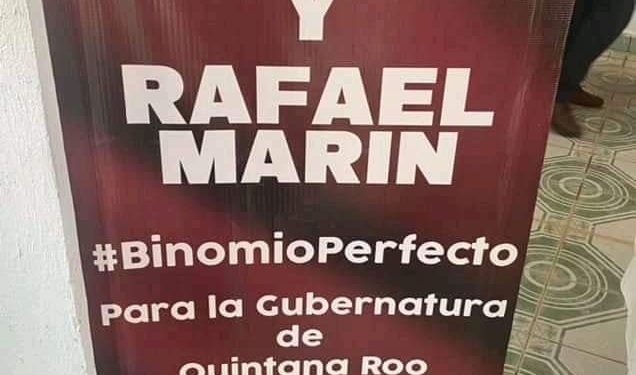 Y
RAFAEL
MARIN
#BinomioPerfecto
Para la Gubernatura
de
Quintana Roo